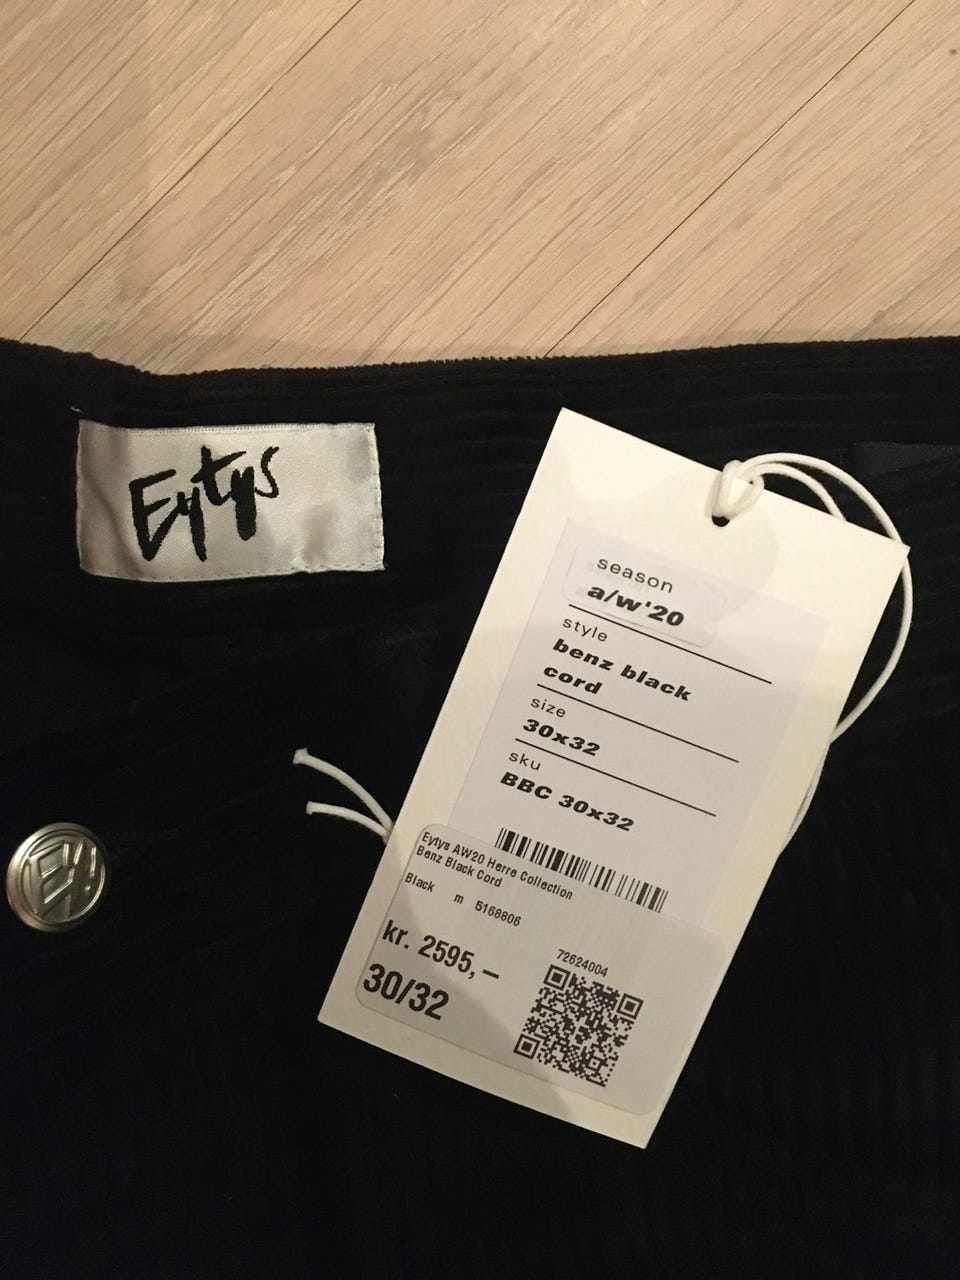 Eytys
season
a/w'20
style
benz black
cord
size
30x32
sku
BBC 30x32
Eytys AW20 Herre Collection
Benz Black Cord
Black m 5168806
kr. 2595,–
72624004
30/32